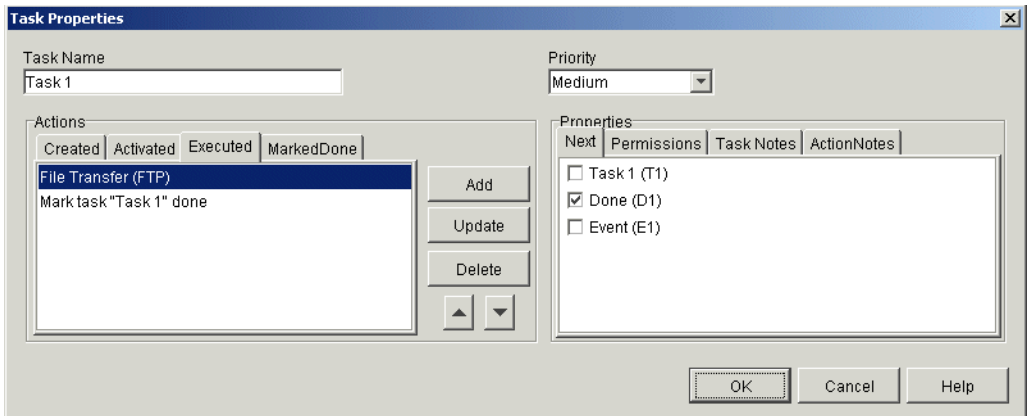 Task Properties
Task Name
Priority
Task 1
Medium
Actions
Properties
Created Activated Executed MarkedDone
Next Permissions Task Notes ActionNotes
File Transfer (FTP)
Mark task "Task 1" done
Add
Update
Delete
Task 1 (T1)
Done (D1)
Event (E1)
OK Cancel Help